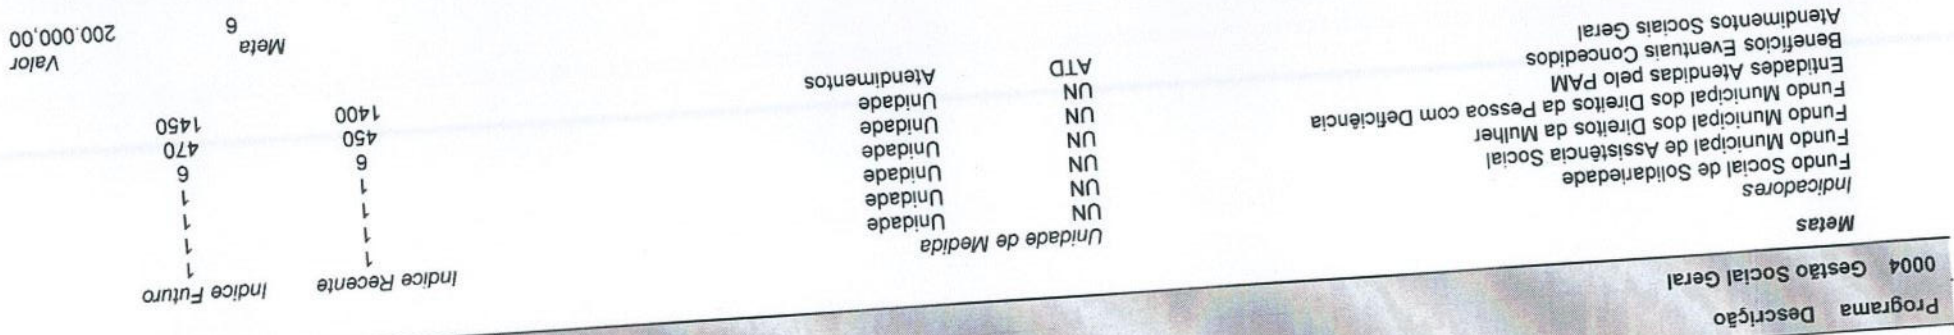 Programa Descrição
0004 Gestão Social Geral
Metas
Indicadores Unidade de Medida Indice Recente Indice Futuro
Fundo Social de Solidariedade UN Unidade 1 1
Fundo Municipal de Assistência Social UN Unidade 1 1
Fundo Municipal dos Direitos da Mulher UN Unidade 1 1
Fundo Municipal dos Direitos da Pessoa com Deficiência UN Unidade 1 1
Entidades Atendidas pelo PAM UN Unidade 6 6
Benefícios Eventuais Concedidos UN Unidade 450 470
Atendimentos Sociais Geral ATD Atendimentos 1400 1450
Meta Valor
6 200.000,00